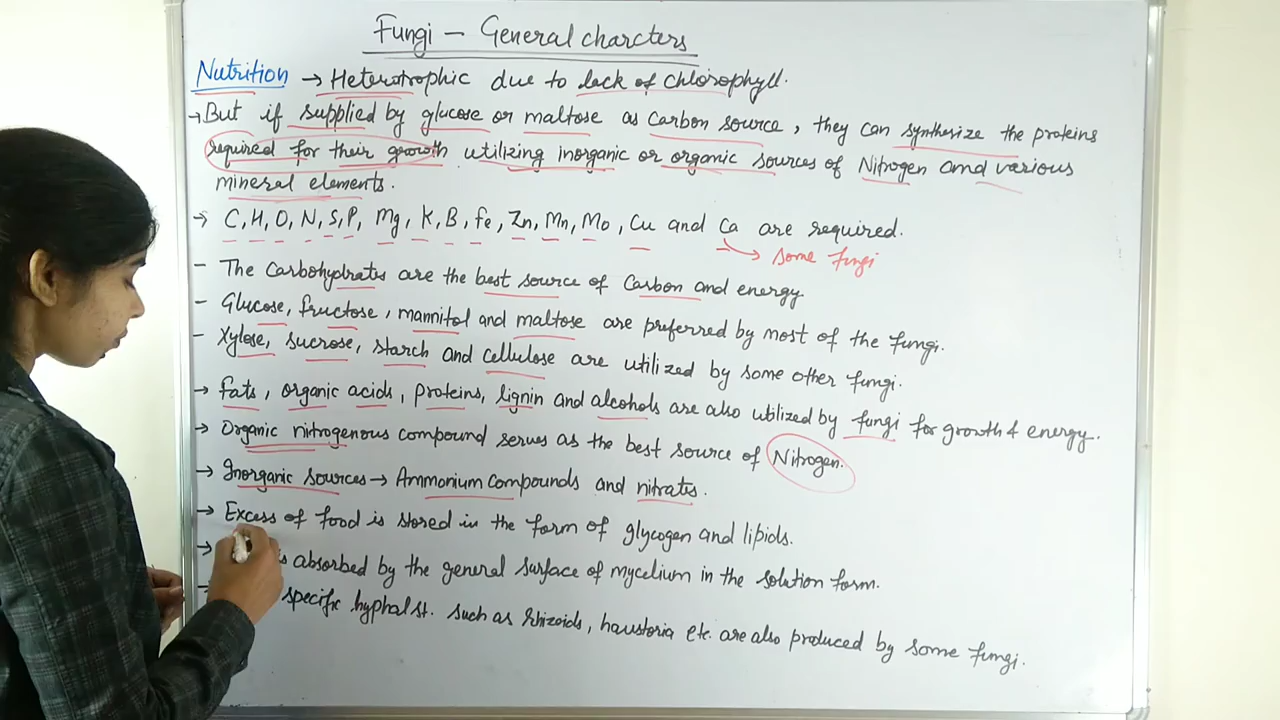 Fungi – General charcters
Nutrition → Heterotrophic due to lack of chlorophyll.
→ But if supplied by glucose or maltose as Carbon source, they can synthesize the proteins
required for their growth utilizing inorganic or organic sources of Nitrogen and various
mineral elements.
→ C, H, O, N, S, P, Mg, K, B, Fe, Zn, Mn, Mo, Cu and Ca are required.
→ Some fungi
- The Carbohydrates are the best source of Carbon and energy
- Glucose, fructose, mannitol and maltose are preferred by most of the fungi.
- Xylose, sucrose, starch and cellulose are utilized by some other fungi.
→ Fats, organic acids, proteins, lignin and alcohols are also utilized by fungi for growth & energy.
→ Organic nitrogenous compound serves as the best source of Nitrogen.
→ Inorganic sources → Ammonium compounds and nitrates.
→ Excess of food is stored in the form of glycogen and lipids.
→ absorbed by the general surface of mycelium in the solution form.
- specific hyphal st. such as rhizoids, haustoria etc. are also produced by some fungi.